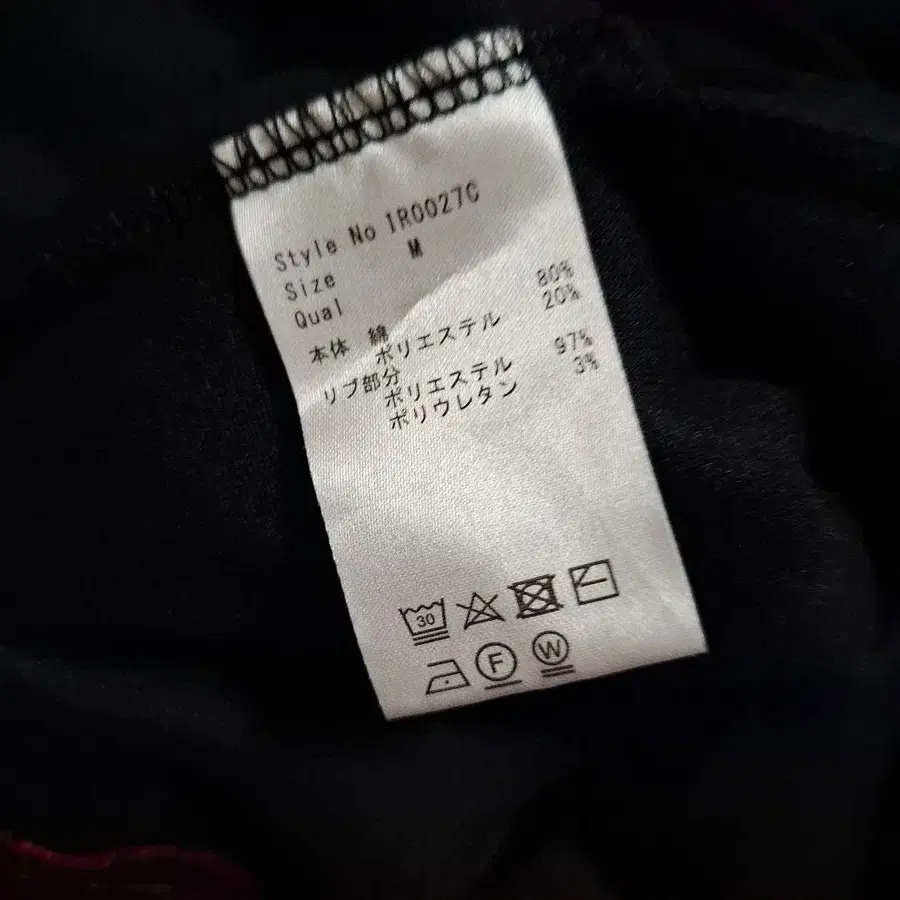 Style No IR0027C
Size M
Qual
本体 綿 80%
ポリエステル 20%
リブ部分
ポリエステル 97%
ポリウレタン 3%
30
F W